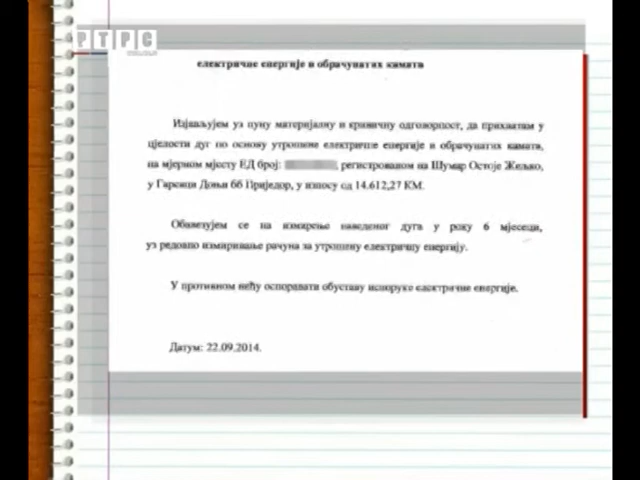 РТРС
електричне енергије и обрачунатих камата
Изјављујем уз пуну материјалну и кривичну одговорност, да прихватам у
цјелости дуг по основу утрошене електричне енергије и обрачунатих камата,
на мјерном мјесту ЕД број: , регистрованом на Шумар Остоје Жељко,
у Гаревци Доњи бб Приједор, у износу од 14.612,27 КМ.
Обавезујем се на измирење наведеног дуга у року 6 мјесеци,
уз редовно измиривање рачуна за утрошену електричну енергију.
У противном нећу оспоравати обуставу испоруке електричне енергије.
Датум: 22.09.2014.